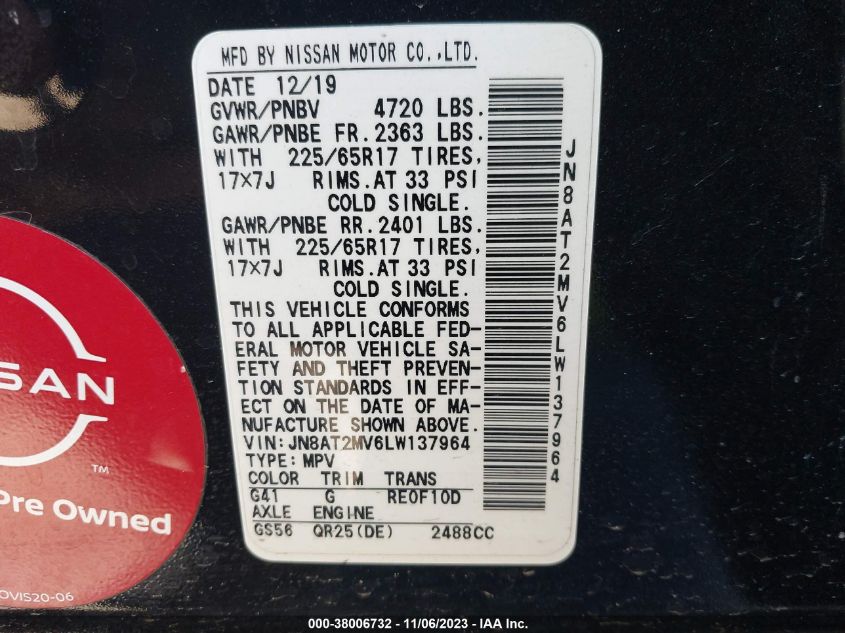 MFD BY NISSAN MOTOR CO.,LTD.
DATE 12/19
GVWR/PNBV 4720 LBS.
GAWR/PNBE FR.2363 LBS.
WITH 225/65R17 TIRES,
17×7J RIMS.AT 33 PSI
COLD SINGLE.
GAWR/PNBE RR.2401 LBS.
WITH 225/65R17 TIRES,
17×7J RIMS.AT 33 PSI
COLD SINGLE.
THIS VEHICLE CONFORMS
TO ALL APPLICABLE FED-
ERAL MOTOR VEHICLE SA-
FETY AND THEFT PREVEN-
TION STANDARDS IN EFF-
ECT ON THE DATE OF MA-
NUFACTURE SHOWN ABOVE.
VIN:JN8AT2MV6LW137964
TYPE:MPV
COLOR TRIM TRANS
G41 G RE0F10D
AXLE ENGINE
GS56 QR25(DE) 2488CC
JN8AT2MV6LW137964
SSAN
TM
Pre Owned
OVIS20-06
000-38006732 — 11/06/2023 - IAA Inc.